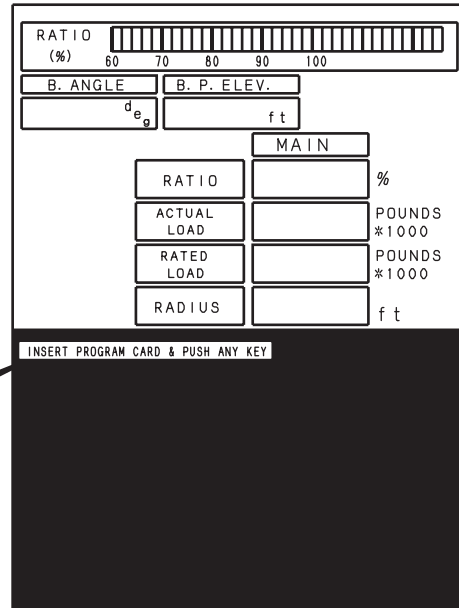 RATIO
(%)
60 70 80 90 100
B. ANGLE B. P. ELEV.
deg ft
MAIN
RATIO %
ACTUAL LOAD POUNDS *1000
RATED LOAD POUNDS *1000
RADIUS ft
INSERT PROGRAM CARD & PUSH ANY KEY